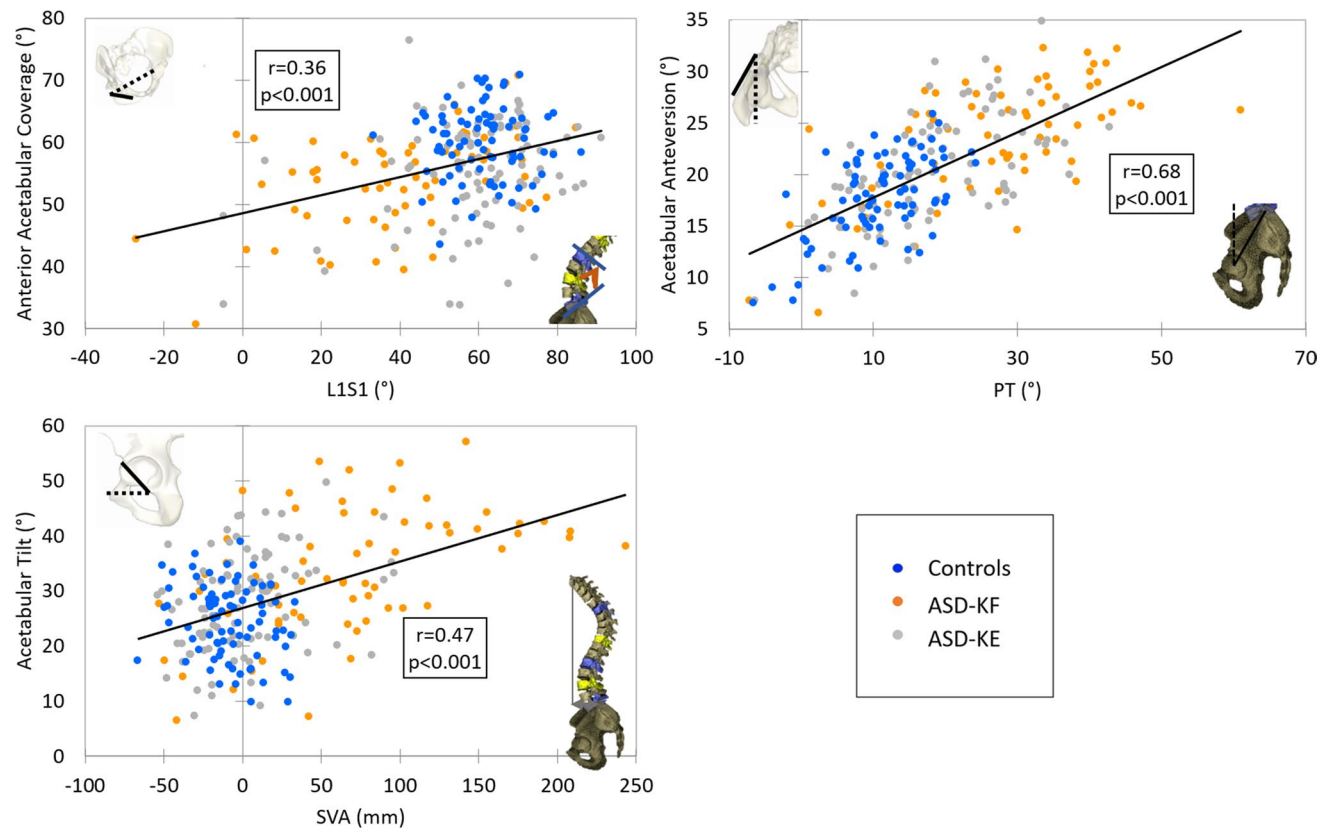 Anterior Acetabular Coverage (°)
80
70
60
50
40
30
r=0.36
p<0.001
-40
-20
0
20
40
60
80
100
L1S1 (°)
Acetabular Anteversion (°)
35
30
25
20
15
10
5
r=0.68
p<0.001
-10
10
30
50
70
PT (°)
Acetabular Tilt (°)
60
50
40
30
20
10
0
r=0.47
p<0.001
-100
-50
0
50
100
150
200
250
SVA (mm)
Controls
ASD-KF
ASD-KE